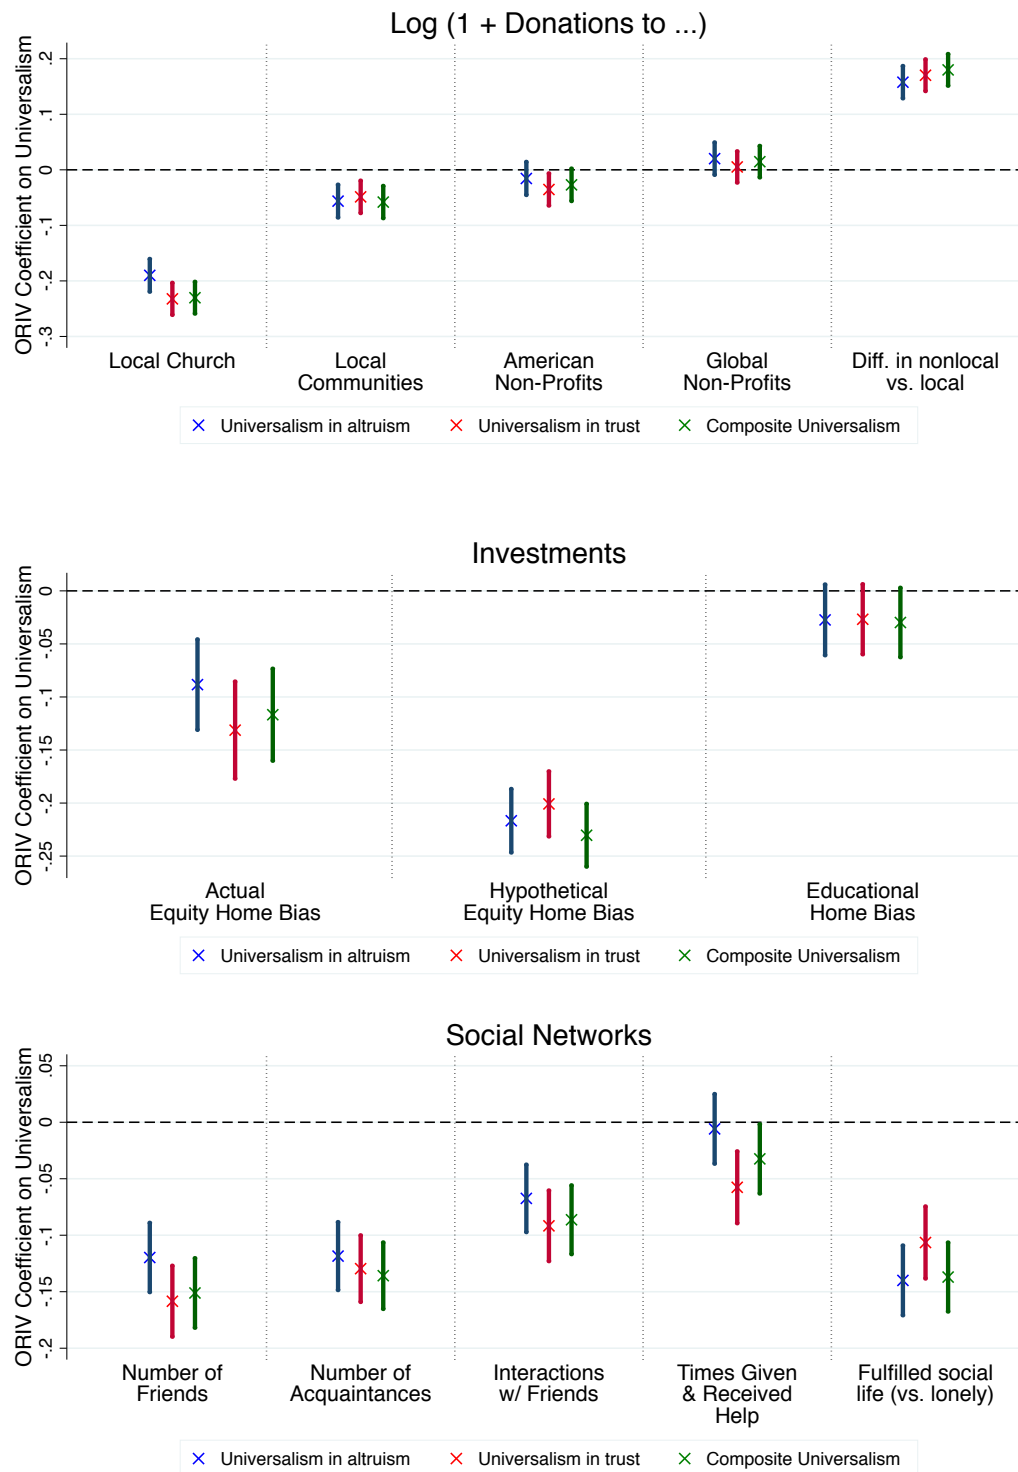 Log (1 + Donations to ...)
ORIV Coefficient on Universalism
.2
.1
0
-.1
-.2
-.3
Local Church
Local
Communities
American
Non-Profits
Global
Non-Profits
Diff. in nonlocal
vs. local
Universalism in altruism
Universalism in trust
Composite Universalism
Investments
ORIV Coefficient on Universalism
0
-.05
-.1
-.15
-.2
-.25
Actual
Equity Home Bias
Hypothetical
Equity Home Bias
Educational
Home Bias
Universalism in altruism
Universalism in trust
Composite Universalism
Social Networks
ORIV Coefficient on Universalism
.05
0
-.05
-.1
-.15
-.2
Number of
Friends
Number of
Acquaintances
Interactions
w/ Friends
Times Given
& Received
Help
Fulfilled social
life (vs. lonely)
Universalism in altruism
Universalism in trust
Composite Universalism